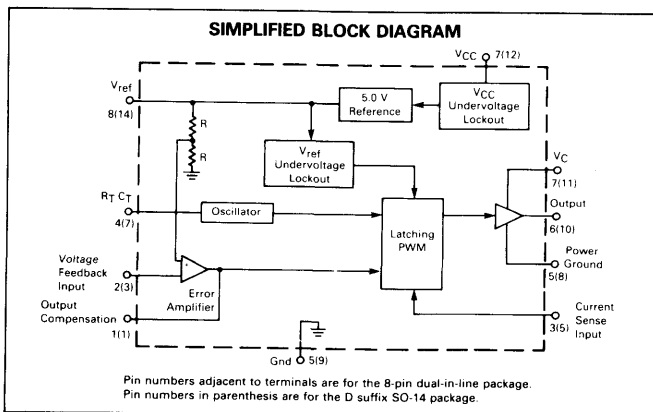 SIMPLIFIED BLOCK DIAGRAM
VCC 7(12)
Vref
8(14)
R
R
5.0 V
Reference
VCC
Undervoltage
Lockout
Vref
Undervoltage
Lockout
VC
7(11)
RT CT
4(7)
Oscillator
Latching
PWM
Output
6(10)
Voltage
Feedback
Input
2(3)
Error
Amplifier
Power
Ground
5(8)
Output
Compensation
1(1)
Current
Sense
Input
3(5)
Gnd
5(9)
Pin numbers adjacent to terminals are for the 8-pin dual-in-line package.
Pin numbers in parenthesis are for the D suffix SO-14 package.